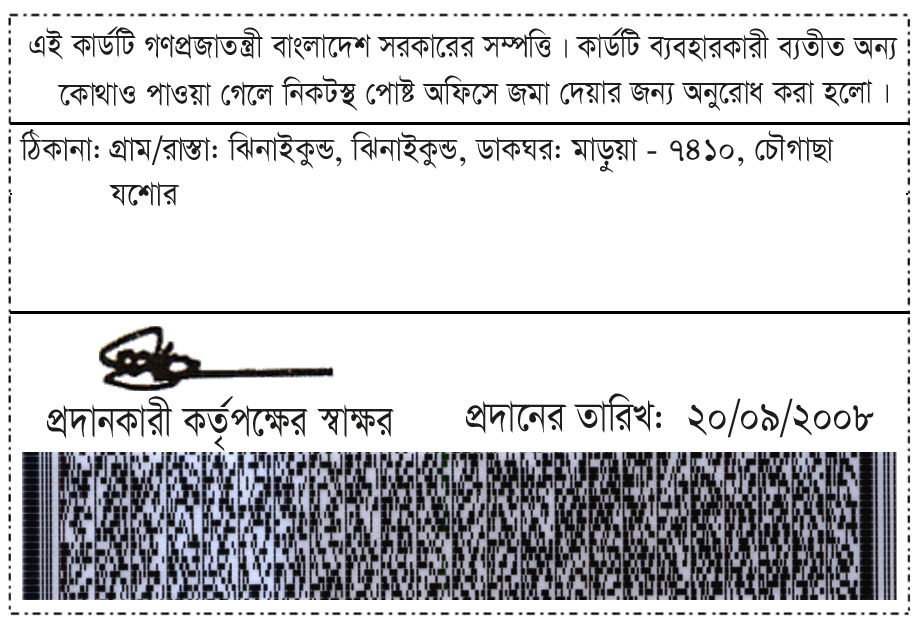 এই কার্ডটি গণপ্রজাতন্ত্রী বাংলাদেশ সরকারের সম্পত্তি। কার্ডটি ব্যবহারকারী ব্যতীত অন্য
কোথাও পাওয়া গেলে নিকটস্থ পোষ্ট অফিসে জমা দেয়ার জন্য অনুরোধ করা হলো।
ঠিকানা: গ্রাম/রাস্তা: ঝিনাইকুন্ড, ঝিনাইকুন্ড, ডাকঘর: মাড়ুয়া - ৭৪১০, চৌগাছা
যশোর
প্রদানকারী কর্তৃপক্ষের স্বাক্ষর প্রদানের তারিখ: ২০/০৯/২০০৮